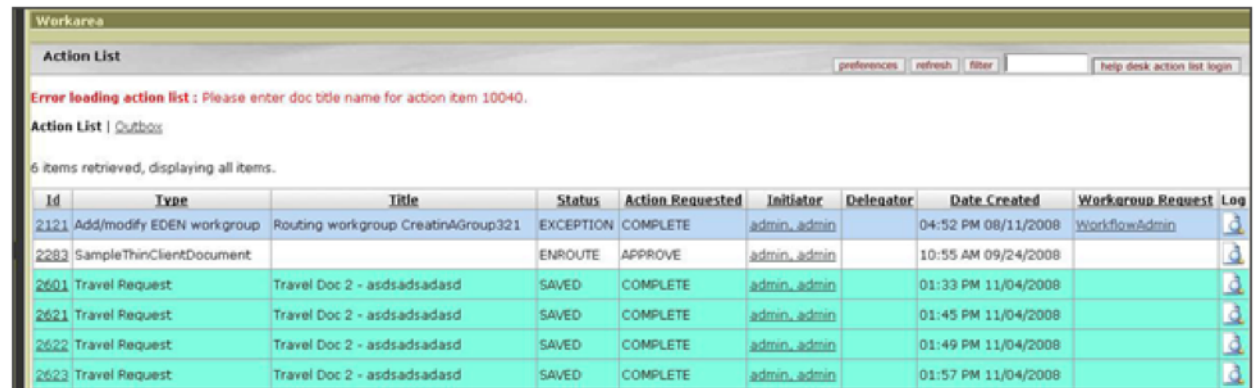 Workarea
Action List
preferences refresh filter help desk action list login
Error loading action list : Please enter doc title name for action item 10040.
Action List | Outbox
6 items retrieved, displaying all items.
Id Type Title Status Action Requested Initiator Delegator Date Created Workgroup Request Log
2121 Add/modify EDEN workgroup Routing workgroup CreatinAGroup321 EXCEPTION COMPLETE admin, admin 04:52 PM 08/11/2008 WorkflowAdmin
2283 SampleThinClientDocument ENROUTE APPROVE admin, admin 10:55 AM 09/24/2008
2601 Travel Request Travel Doc 2 - asdsadsadasd SAVED COMPLETE admin, admin 01:33 PM 11/04/2008
2621 Travel Request Travel Doc 2 - asdsadsadasd SAVED COMPLETE admin, admin 01:45 PM 11/04/2008
2622 Travel Request Travel Doc 2 - asdsadsadasd SAVED COMPLETE admin, admin 01:49 PM 11/04/2008
2623 Travel Request Travel Doc 2 - asdsadsadasd SAVED COMPLETE admin, admin 01:57 PM 11/04/2008